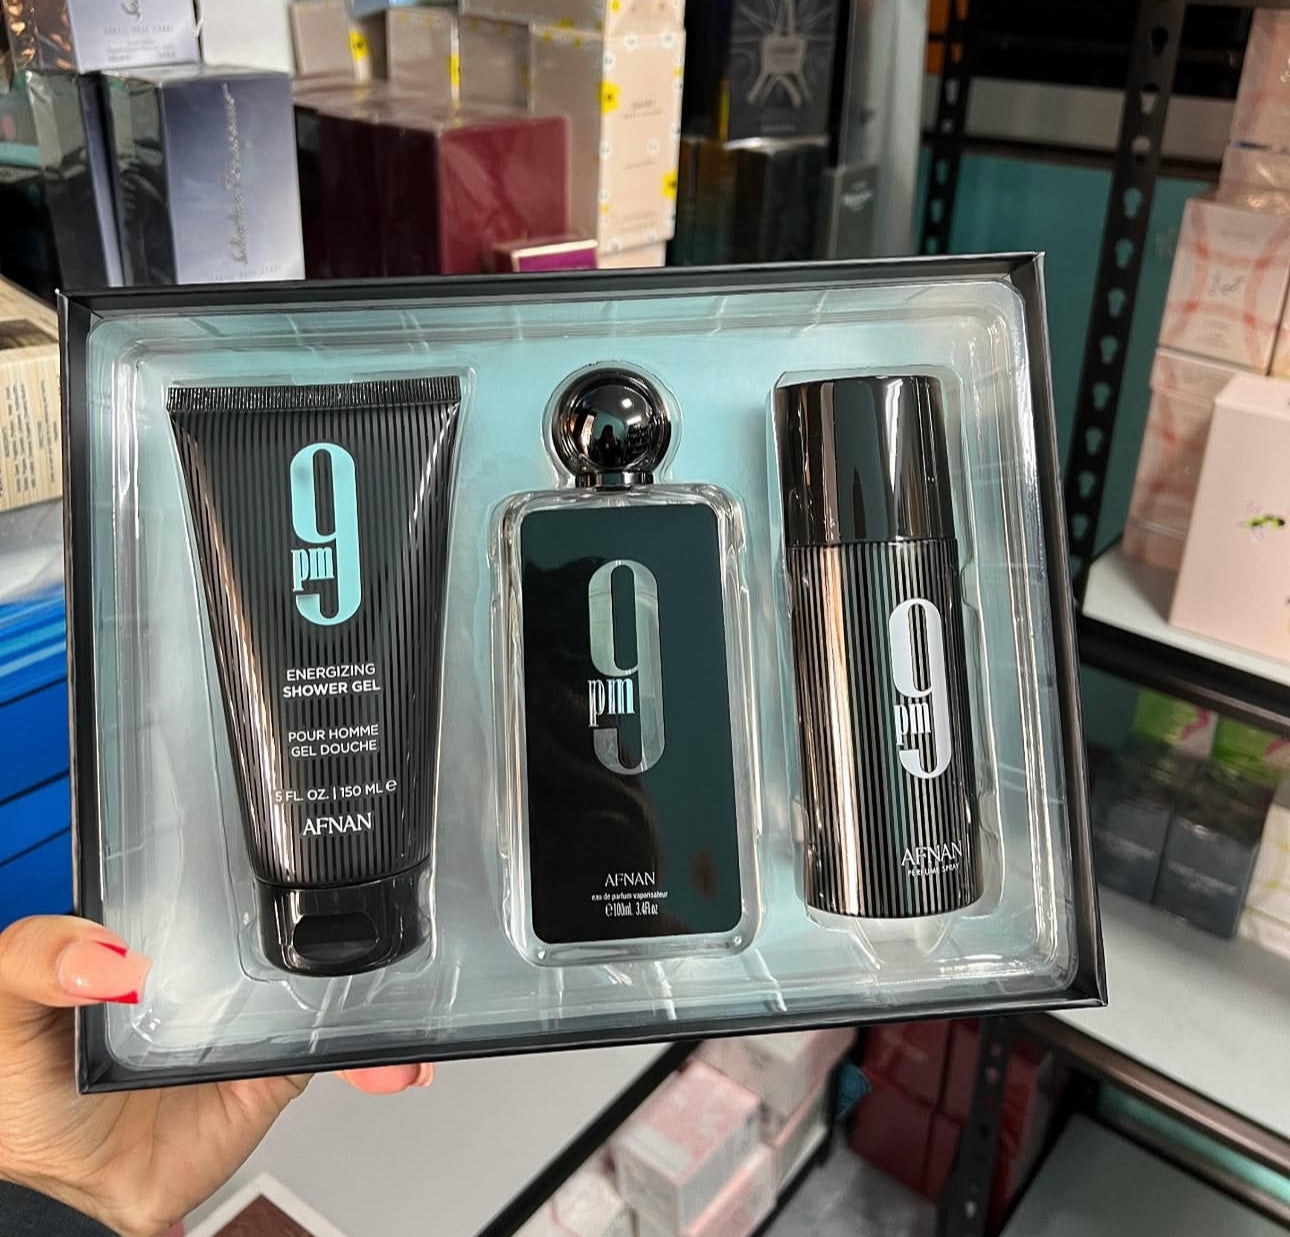 9
pm
ENERGIZING
SHOWER GEL
POUR HOMME
GEL DOUCHE
5 FL. OZ. | 150 ML ℮
AFNAN
9
pm
AFNAN
eau de parfum vaporisateur
℮100ml. 3.4fl oz
9
pm
AFNAN
PERFUME SPRAY